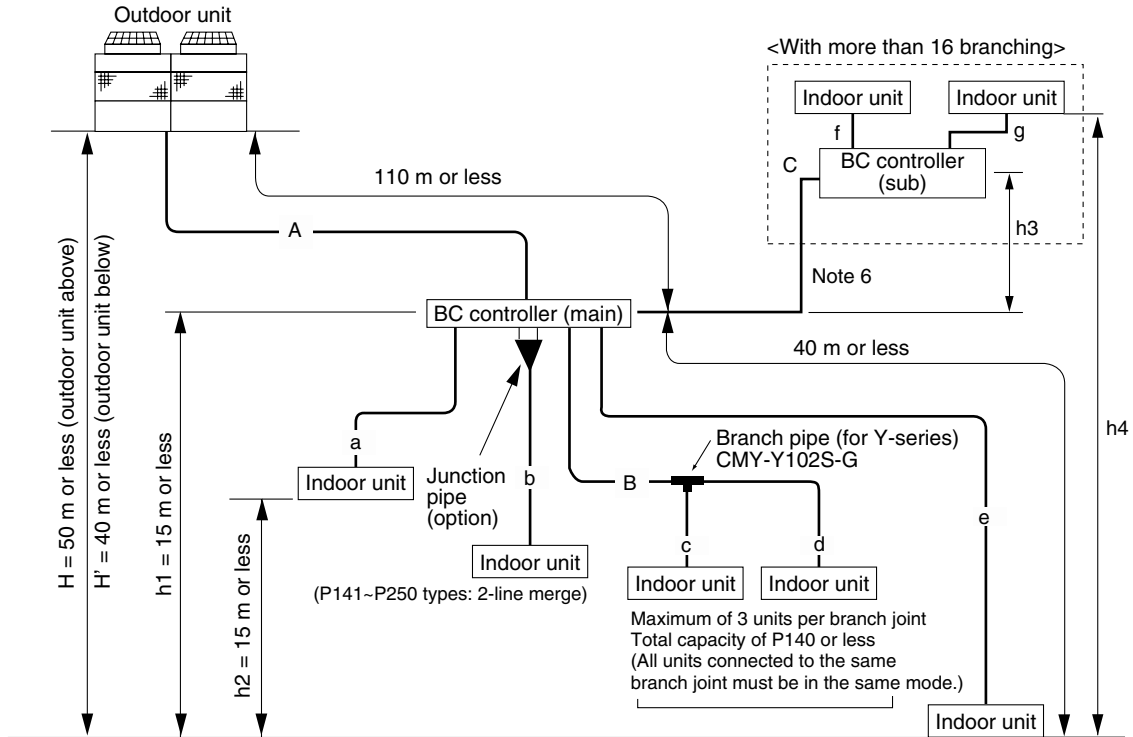 Outdoor unit
<With more than 16 branching>
Indoor unit
Indoor unit
f
g
C
BC controller
(sub)
h3
110 m or less
A
Note 6
H = 50 m or less (outdoor unit above)
H' = 40 m or less (outdoor unit below)
BC controller (main)
40 m or less
h1 = 15 m or less
h4
a
Indoor unit
Junction
pipe
(option)
b
Branch pipe (for Y-series)
CMY-Y102S-G
B
c
d
e
h2 = 15 m or less
Indoor unit
(P141~P250 types: 2-line merge)
Indoor unit
Indoor unit
Maximum of 3 units per branch joint
Total capacity of P140 or less
(All units connected to the same
branch joint must be in the same mode.)
Indoor unit